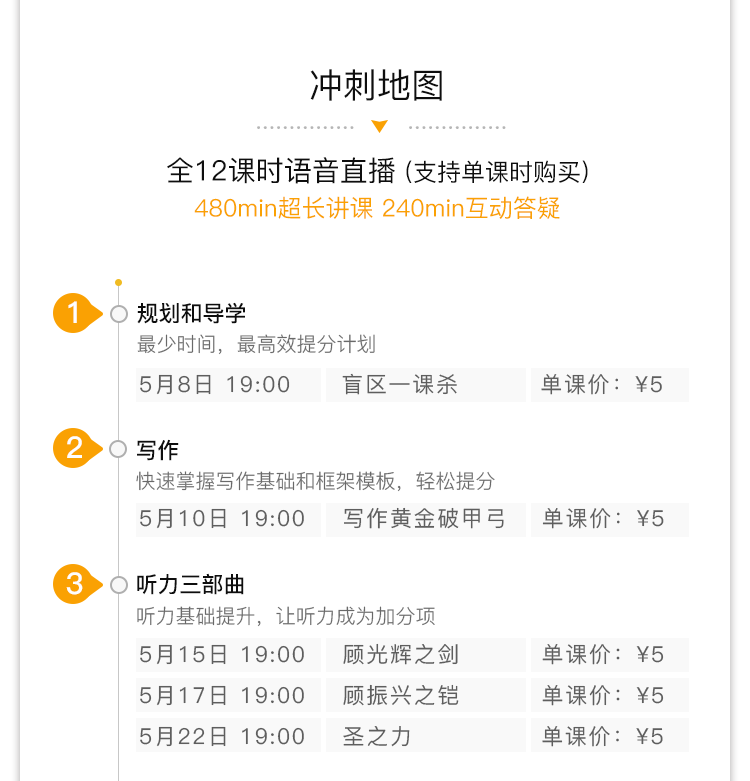 冲刺地图
全12课时语音直播 (支持单课时购买)
480min超长讲课 240min互动答疑
1 规划和导学
最少时间，最高效提分计划
5月8日 19:00 盲区一课杀 单课价：¥5
2 写作
快速掌握写作基础和框架模板，轻松提分
5月10日 19:00 写作黄金破甲弓 单课价：¥5
3 听力三部曲
听力基础提升，让听力成为加分项
5月15日 19:00 顾光辉之剑 单课价：¥5
5月17日 19:00 顾振兴之铠 单课价：¥5
5月22日 19:00 圣之力 单课价：¥5